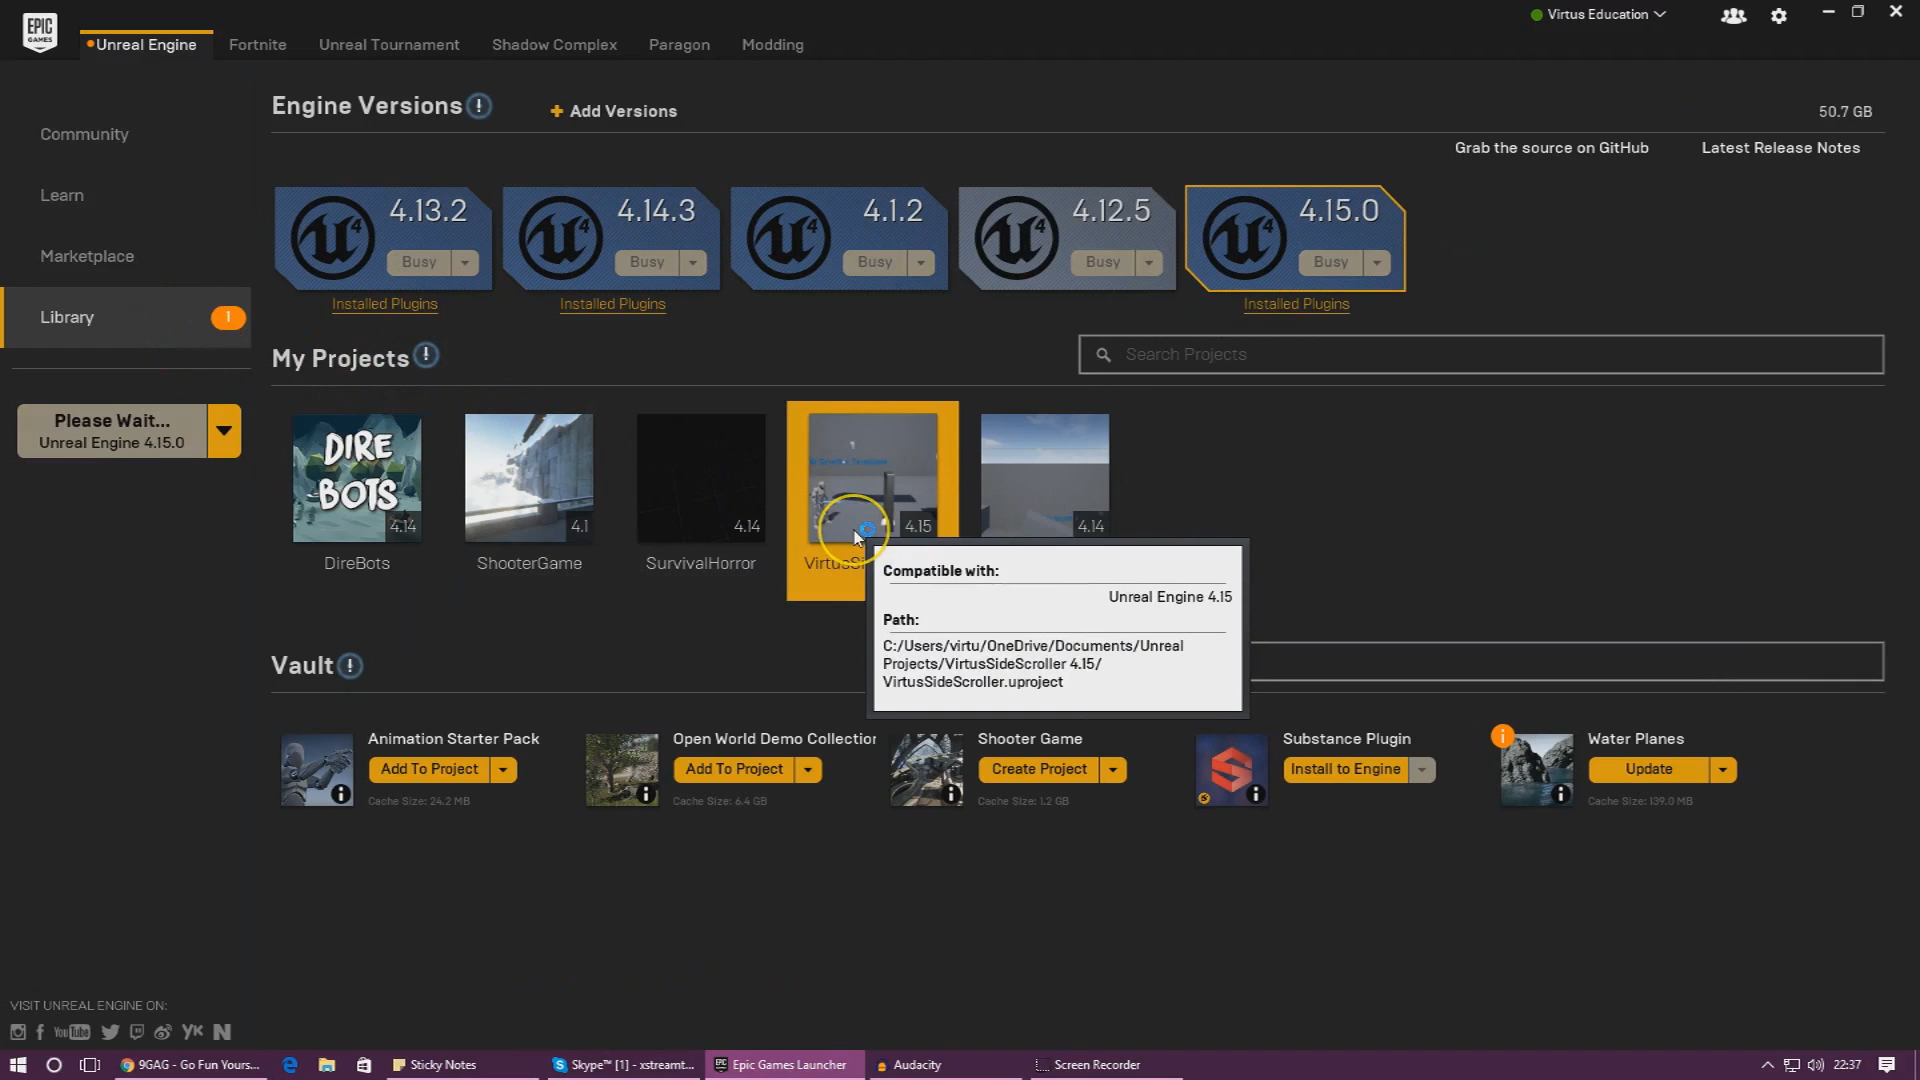 EPIC GAMES
Unreal Engine
Fortnite
Unreal Tournament
Shadow Complex
Paragon
Modding
Virtus Education
Community
Learn
Marketplace
Library
1
Please Wait...
Unreal Engine 4.15.0
Engine Versions
+ Add Versions
50.7 GB
Grab the source on GitHub
Latest Release Notes
4.13.2
Busy
Installed Plugins
4.14.3
Busy
Installed Plugins
4.1.2
Busy
4.12.5
Busy
4.15.0
Busy
Installed Plugins
My Projects
Search Projects
DIRE
BOTS
4.14
DireBots
4.1
ShooterGame
4.14
SurvivalHorror
4.15
4.14
Compatible with:
Unreal Engine 4.15
Path:
C:/Users/virtu/OneDrive/Documents/Unreal
Projects/VirtusSideScroller 4.15/
VirtusSideScroller.uproject
Vault
Animation Starter Pack
Add To Project
Cache Size: 24.2 MB
Open World Demo Collection
Add To Project
Cache Size: 6.4 GB
Shooter Game
Create Project
Cache Size: 1.2 GB
Substance Plugin
Install to Engine
Water Planes
Update
Cache Size: 139.0 MB
VISIT UNREAL ENGINE ON:
YouTube
9GAG - Go Fun Yours...
Sticky Notes
Skype™ [1] - xstreamt...
Epic Games Launcher
Audacity
Screen Recorder
22:37